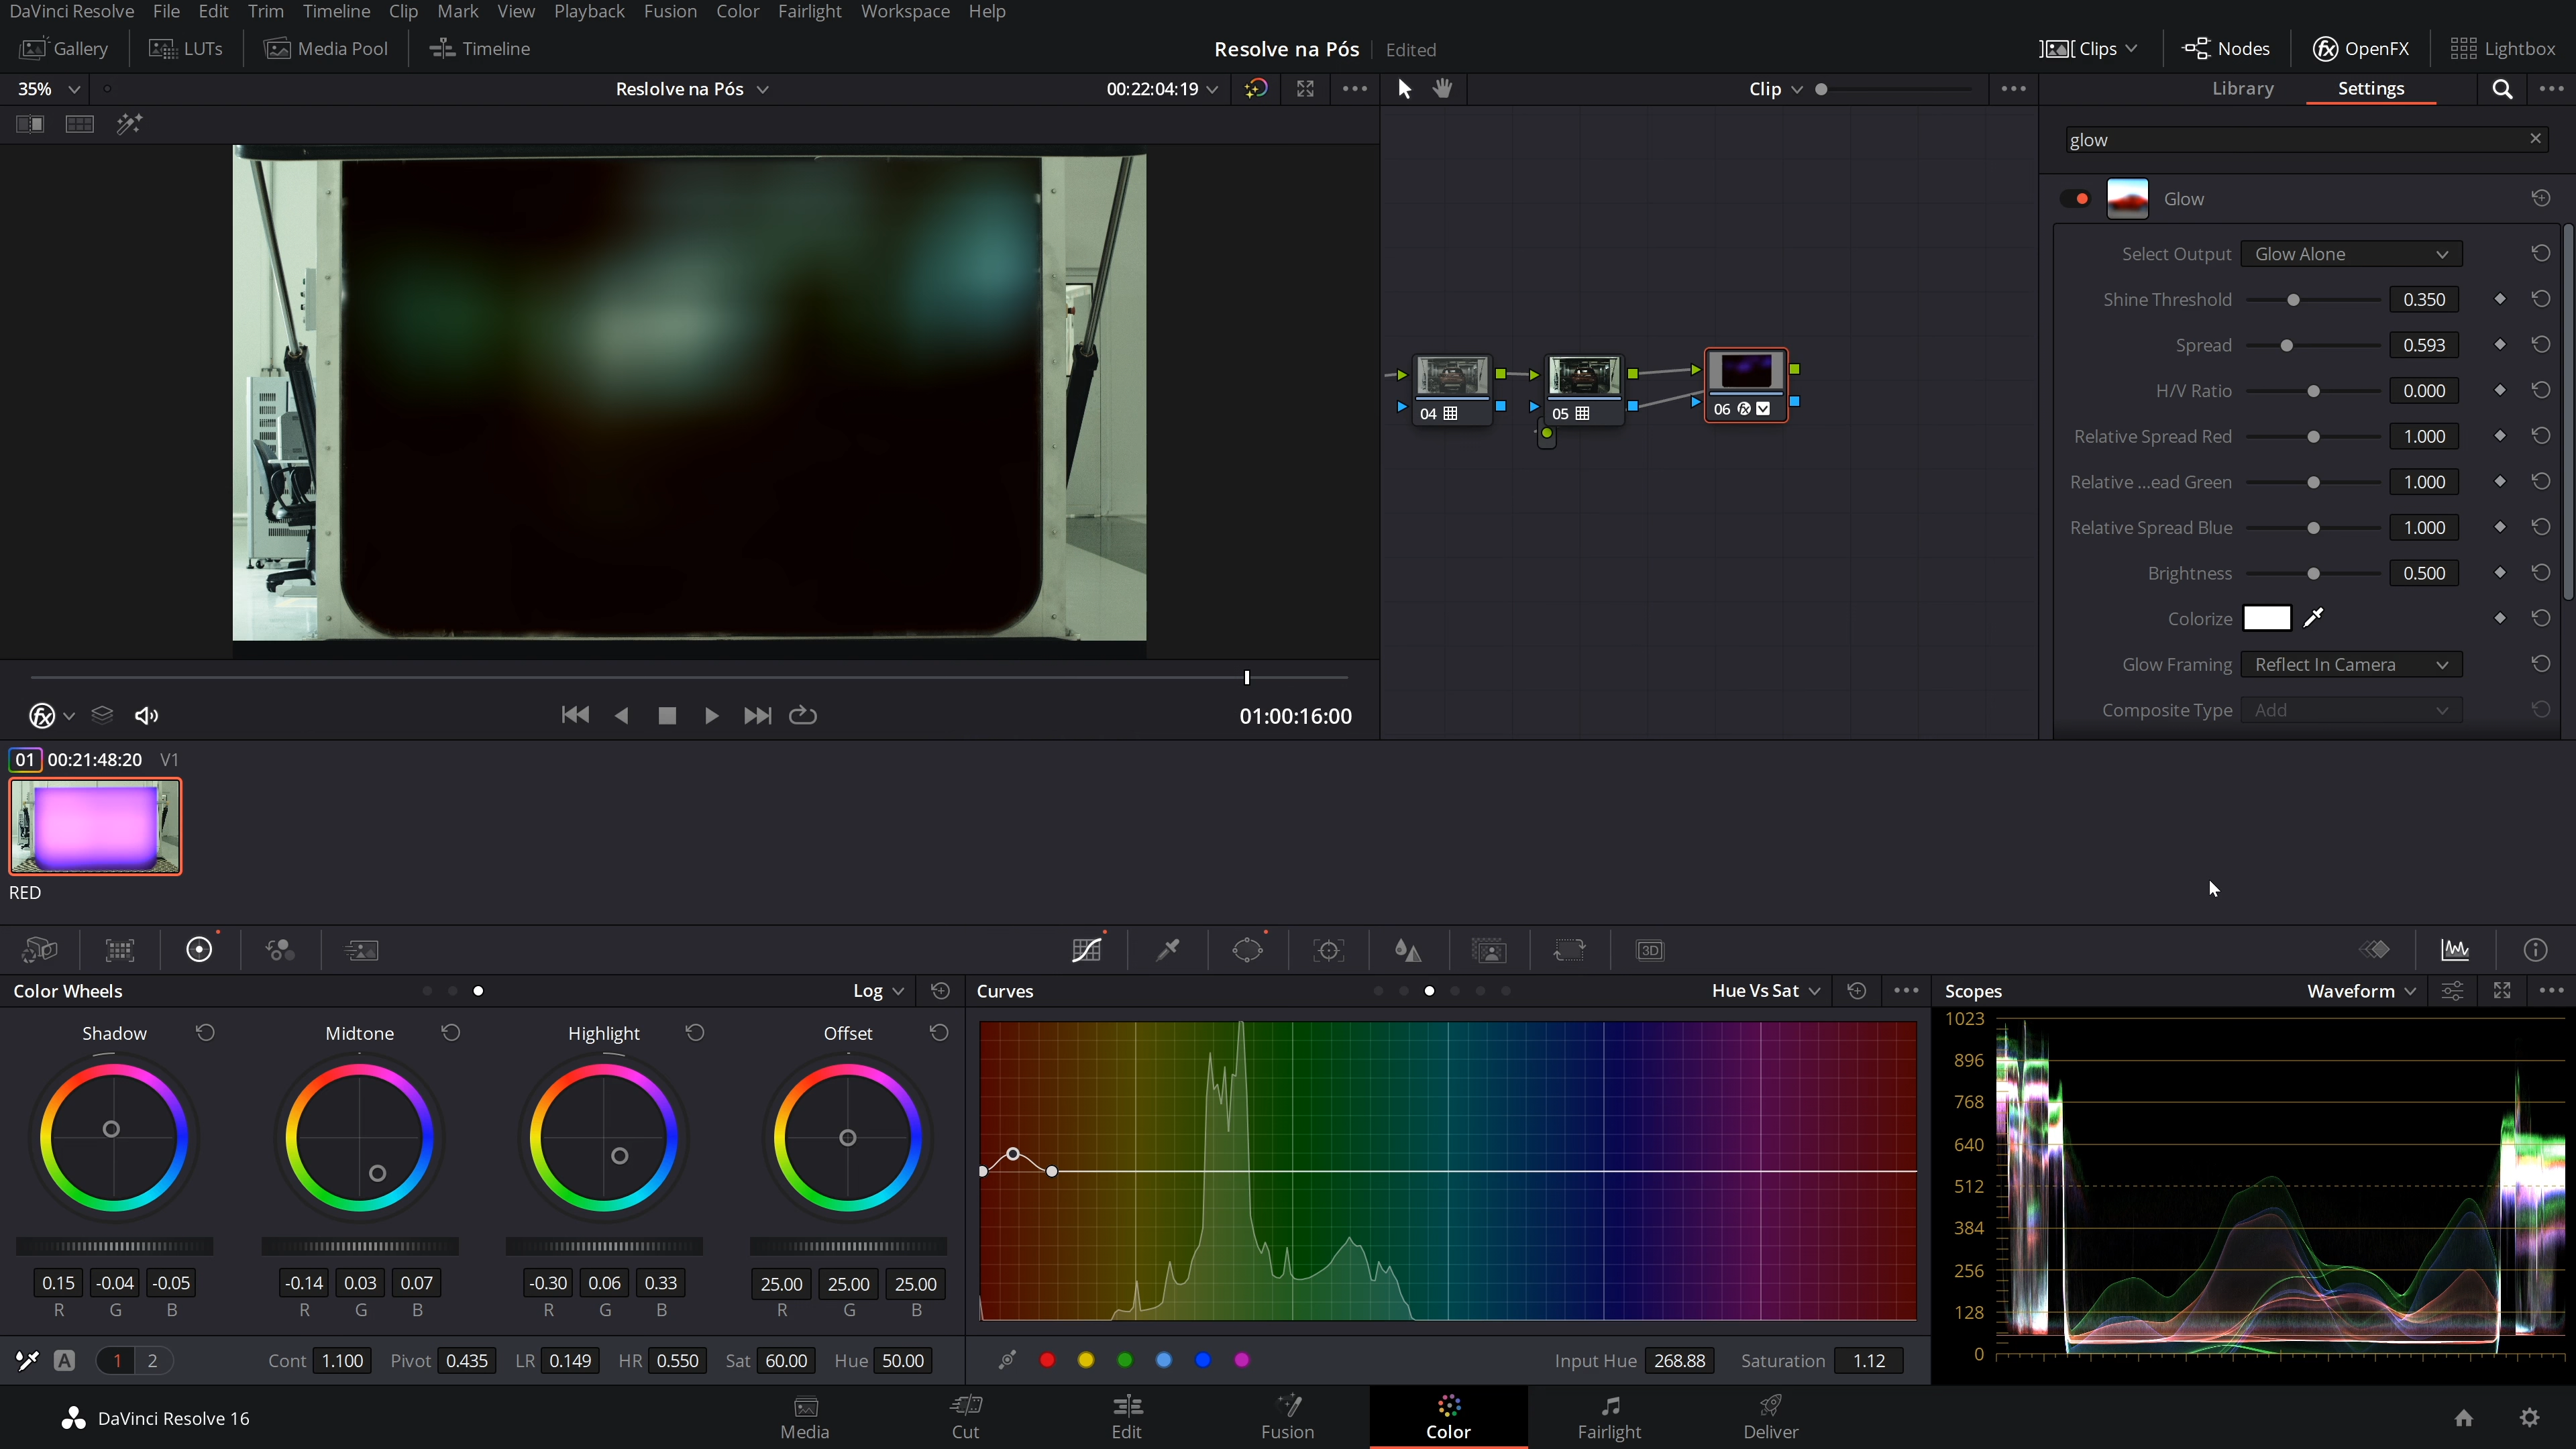 DaVinci Resolve File Edit Trim Timeline Clip Mark View Playback Fusion Color Fairlight Workspace Help
Gallery LUTs Media Pool Timeline Resolve na Pós Edited Clips Nodes OpenFX Lightbox
35% Reslolve na Pós 00:22:04:19 Clip Library Settings
glow
Glow
Select Output Glow Alone
Shine Threshold 0.350
Spread 0.593
H/V Ratio 0.000
Relative Spread Red 1.000
Relative ...ead Green 1.000
Relative Spread Blue 1.000
Brightness 0.500
Colorize
Glow Framing Reflect In Camera
Composite Type Add
04 05 06
01:00:16:00
01 00:21:48:20 V1
RED
3D
Color Wheels Log Curves Hue Vs Sat Scopes Waveform
Shadow Midtone Highlight Offset
1023
896
768
640
512
384
256
128
0
0.15 -0.04 -0.05 -0.14 0.03 0.07 -0.30 0.06 0.33 25.00 25.00 25.00
R G B R G B R G B R G B
A 1 2 Cont 1.100 Pivot 0.435 LR 0.149 HR 0.550 Sat 60.00 Hue 50.00 Input Hue 268.88 Saturation 1.12
DaVinci Resolve 16 Media Cut Edit Fusion Color Fairlight Deliver